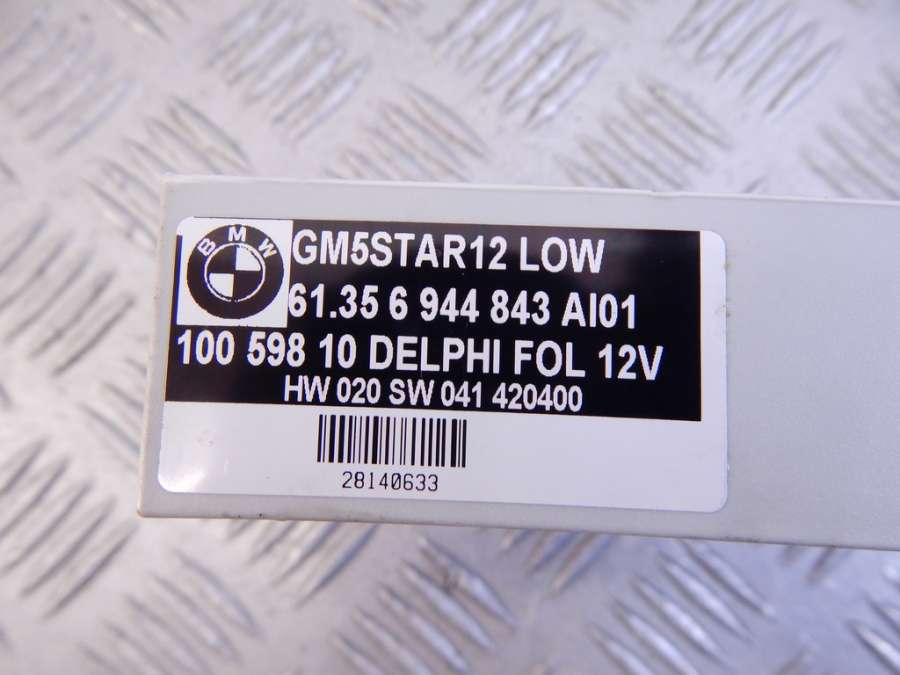 BMW
GM5STAR12 LOW
61.35 6 944 843 AI01
100 598 10 DELPHI FOL 12V
HW 020 SW 041 420400
28140633